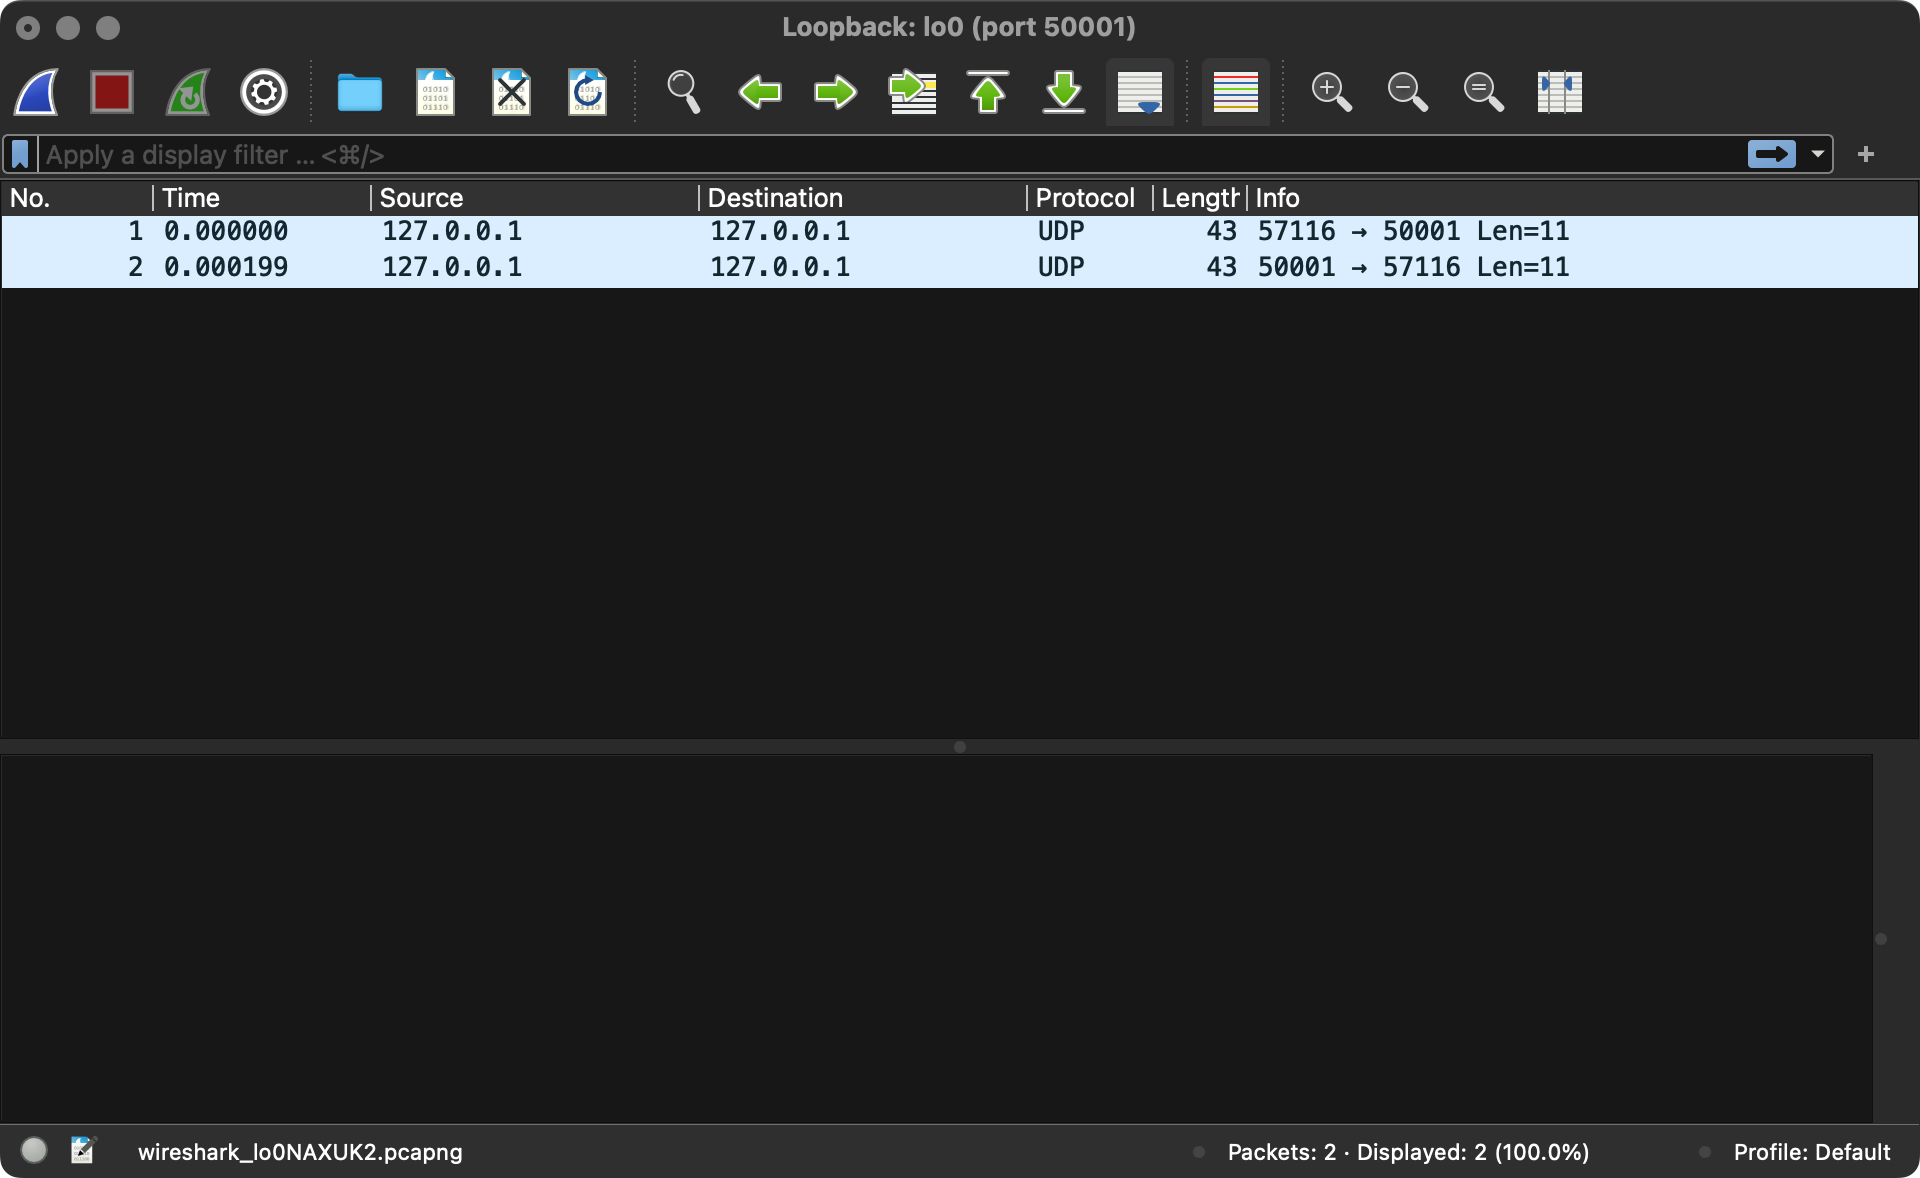 Loopback: lo0 (port 50001)
Apply a display filter ... <⌘/>
No. Time Source Destination Protocol Length Info
1 0.000000 127.0.0.1 127.0.0.1 UDP 43 57116 → 50001 Len=11
2 0.000199 127.0.0.1 127.0.0.1 UDP 43 50001 → 57116 Len=11
wireshark_lo0NAXUK2.pcapng Packets: 2 · Displayed: 2 (100.0%) Profile: Default